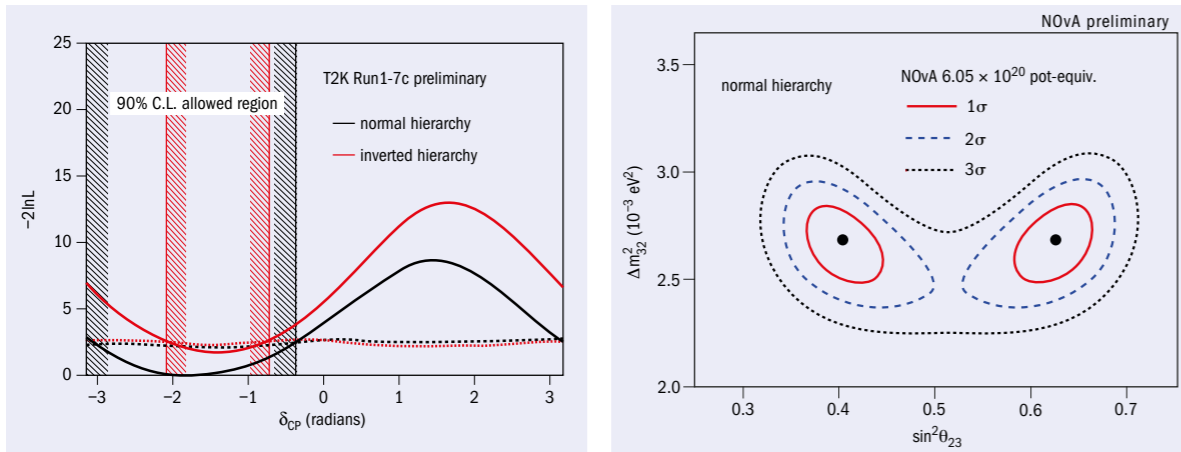 25
20
15
10
5
0
−2lnL
T2K Run1-7c preliminary
90% C.L. allowed region
normal hierarchy
inverted hierarchy
−3 −2 −1 0 1 2 3
δCP (radians)
NOvA preliminary
3.5
3.0
2.5
2.0
Δm²₃₂ (10⁻³ eV²)
normal hierarchy
NOvA 6.05 × 10²⁰ pot-equiv.
1σ
2σ
3σ
0.3 0.4 0.5 0.6 0.7
sin²θ₂₃